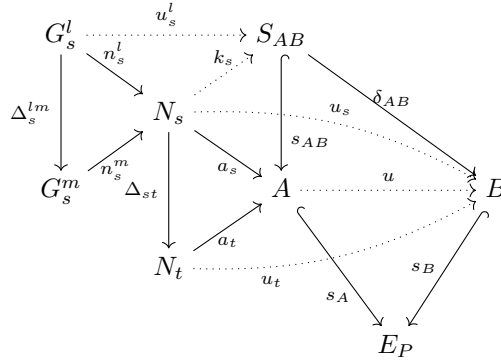 u_s^l
G_s^l S_{AB}
n_s^l k_s
Δ_s^{lm} N_s s_{AB} δ_{AB} u_s
n_s^m a_s
G_s^m Δ_{st} A u B
a_t
N_t u_t
s_A s_B
E_P